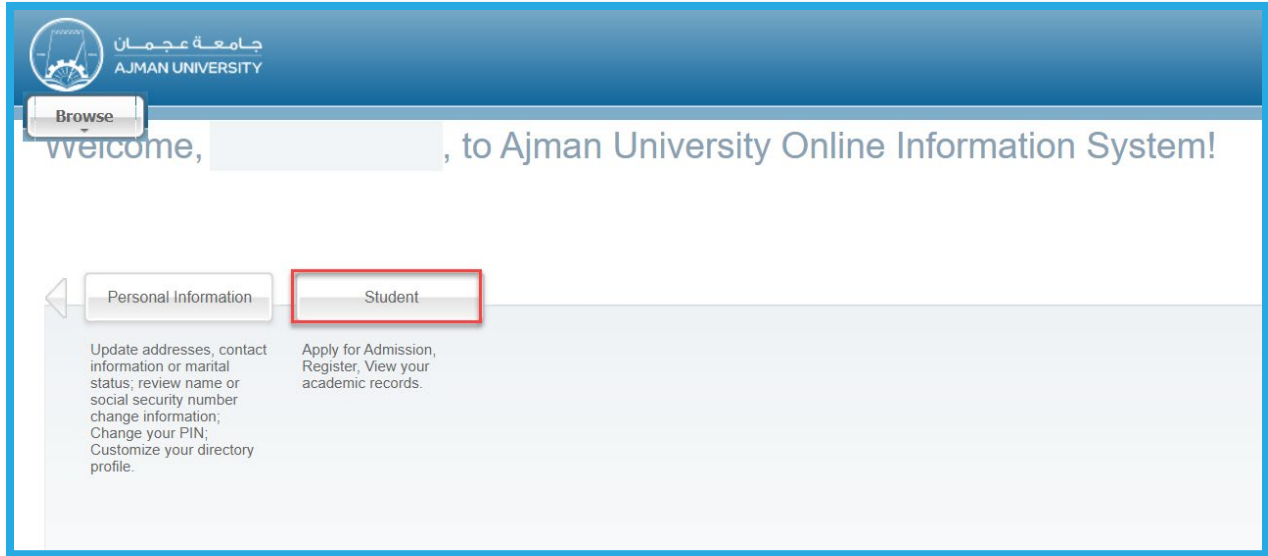 جامعة عجمان
AJMAN UNIVERSITY
Browse
Welcome, , to Ajman University Online Information System!
Personal Information
Student
Update addresses, contact
information or marital
status; review name or
social security number
change information;
Change your PIN;
Customize your directory
profile.
Apply for Admission,
Register, View your
academic records.